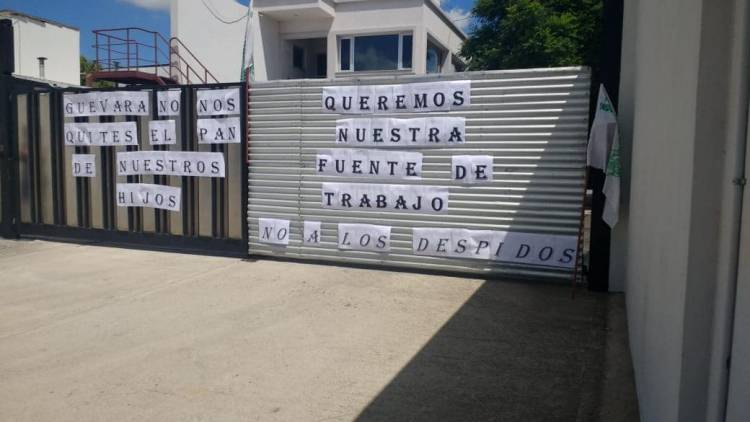 GUEVARA NO NOS
QUITES EL PAN
DE NUESTROS
HIJOS
QUEREMOS
NUESTRA
FUENTE DE
TRABAJO
NO A LOS DESPIDOS